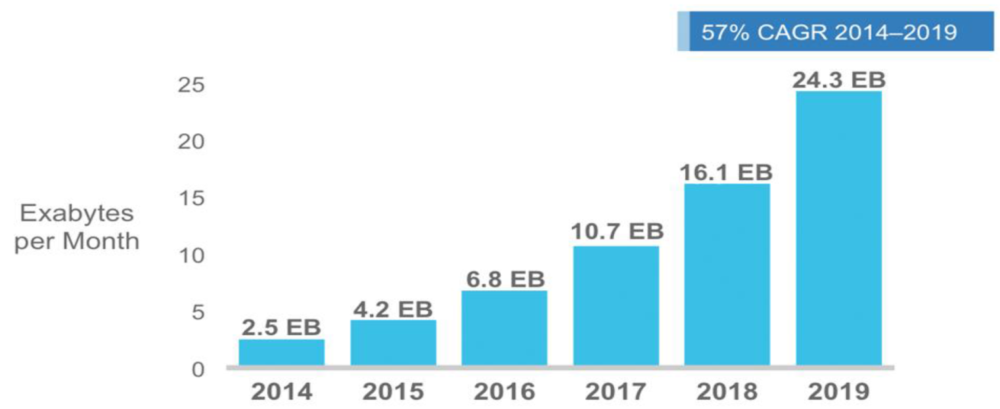 57% CAGR 2014–2019
25
20
15
10
5
0
Exabytes
per Month
2.5 EB
4.2 EB
6.8 EB
10.7 EB
16.1 EB
24.3 EB
2014
2015
2016
2017
2018
2019